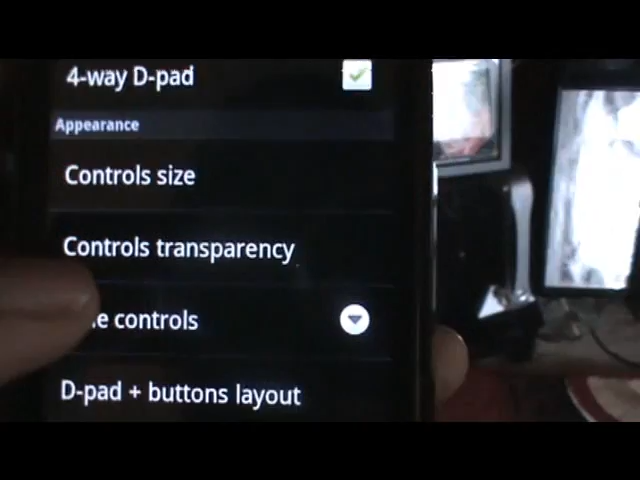 4-way D-pad
Appearance
Controls size
Controls transparency
controls
D-pad + buttons layout